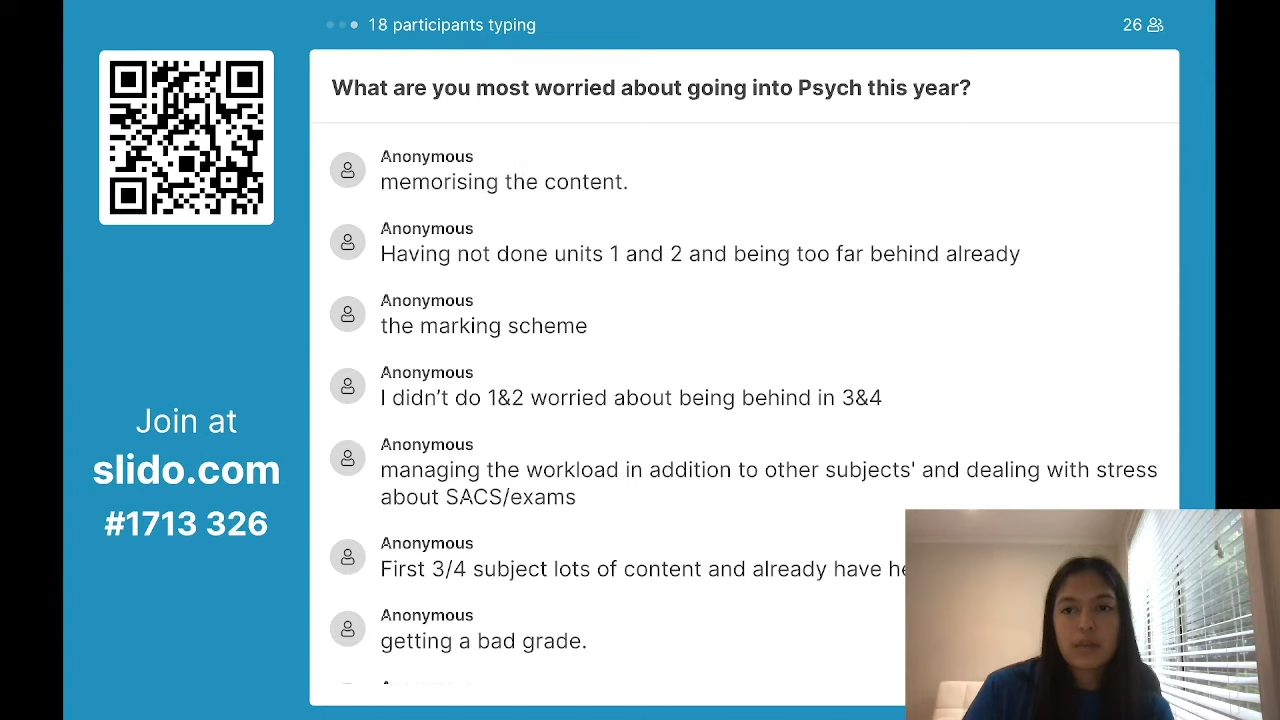 18 participants typing
26
What are you most worried about going into Psych this year?
Anonymous
memorising the content.
Anonymous
Having not done units 1 and 2 and being too far behind already
Anonymous
the marking scheme
Anonymous
I didn’t do 1&2 worried about being behind in 3&4
Anonymous
managing the workload in addition to other subjects' and dealing with stress
about SACS/exams
Anonymous
First 3/4 subject lots of content and already have
Anonymous
getting a bad grade.
Join at
slido.com
#1713 326